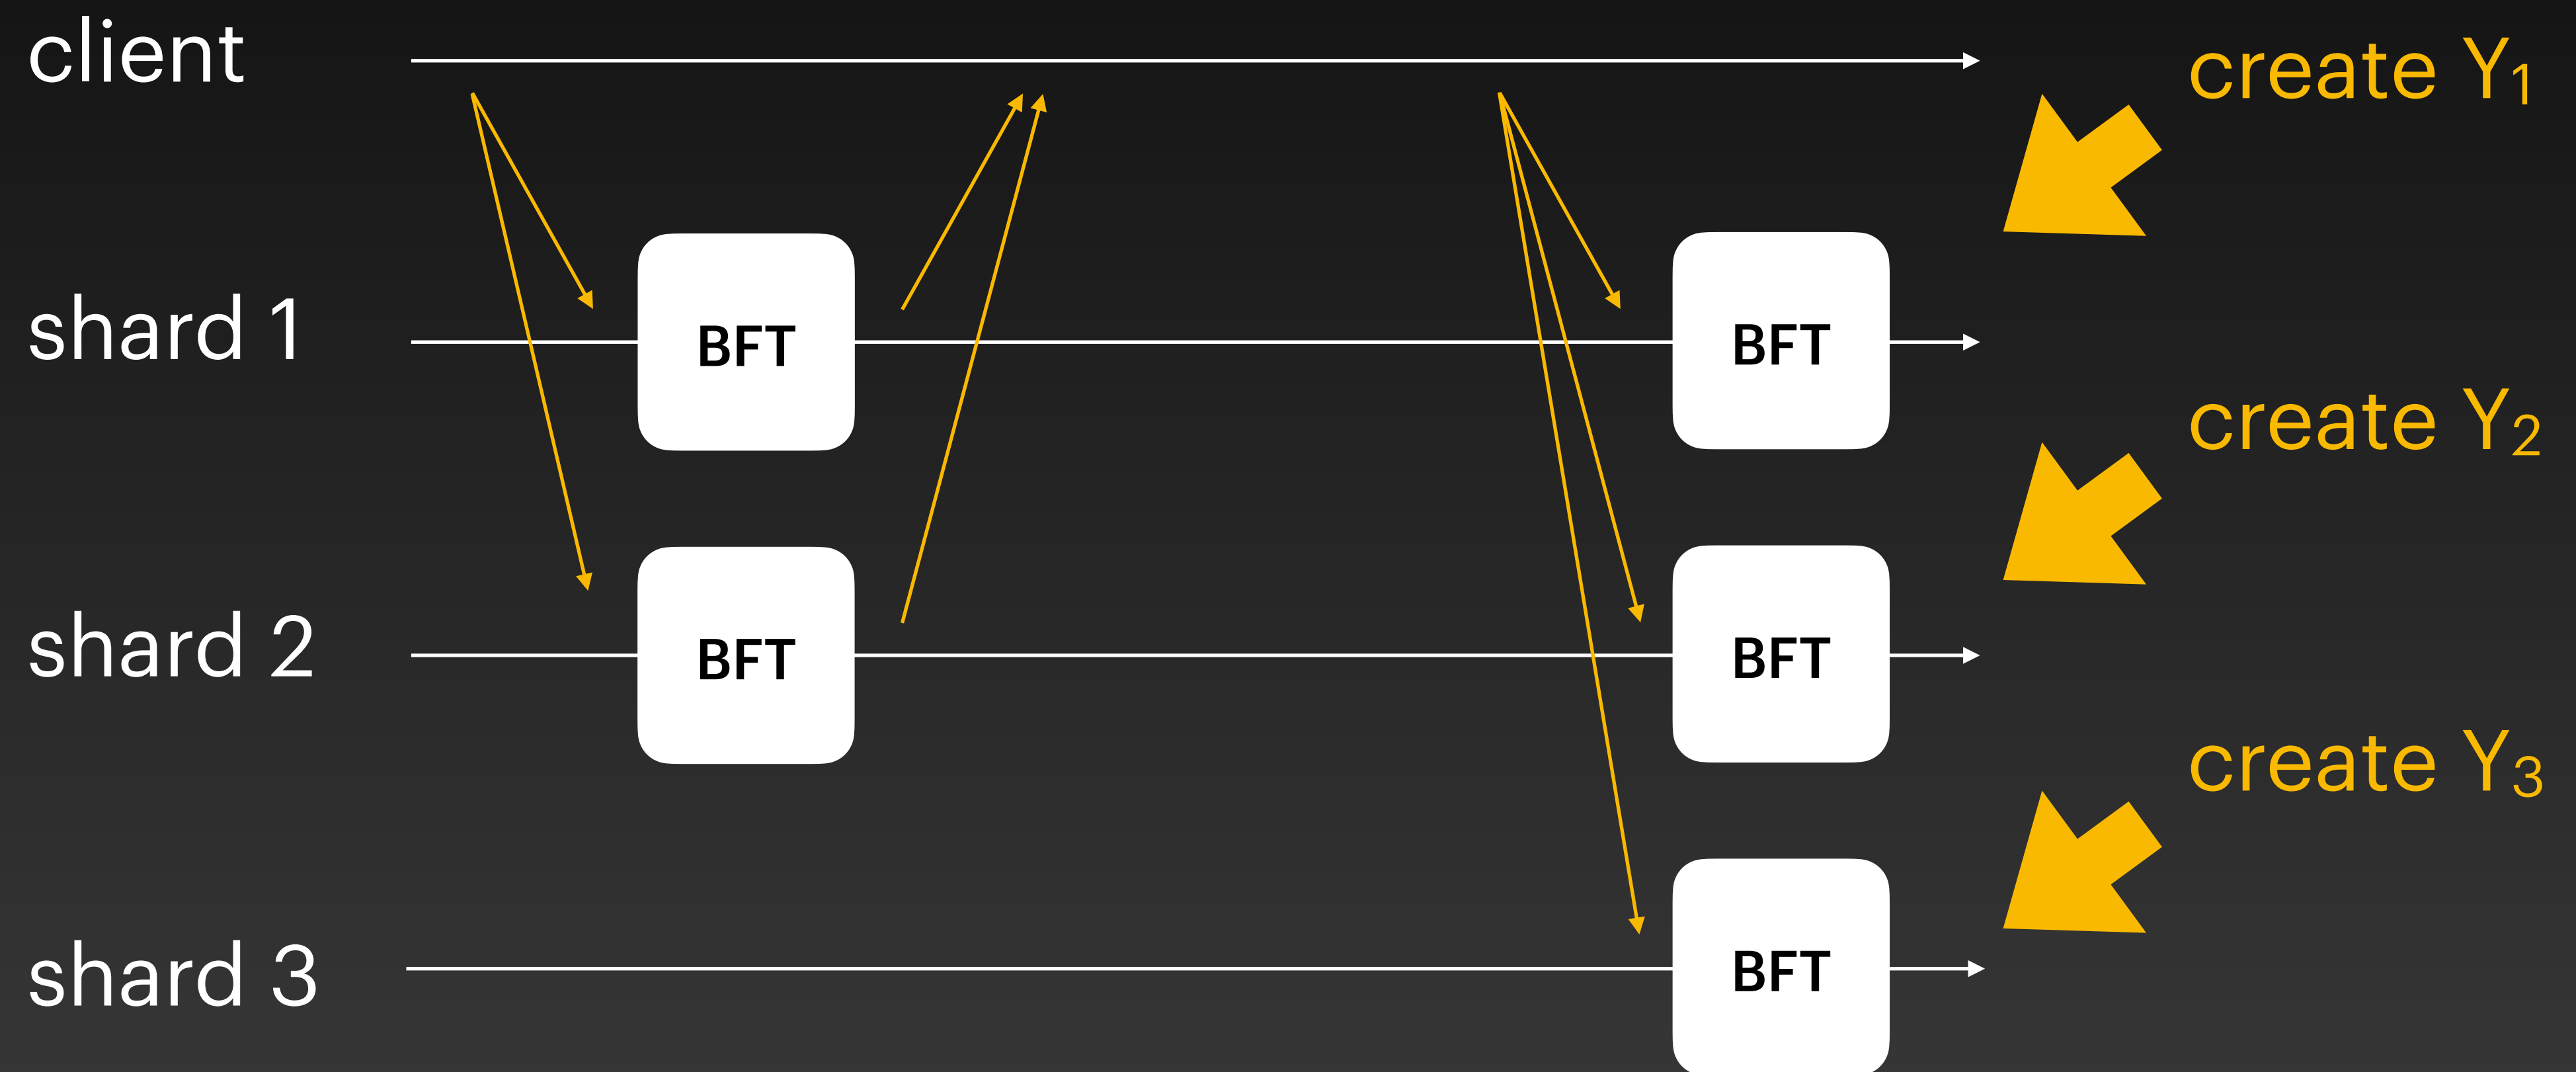 client
create Y₁
shard 1
BFT
BFT
create Y₂
shard 2
BFT
BFT
create Y₃
shard 3
BFT